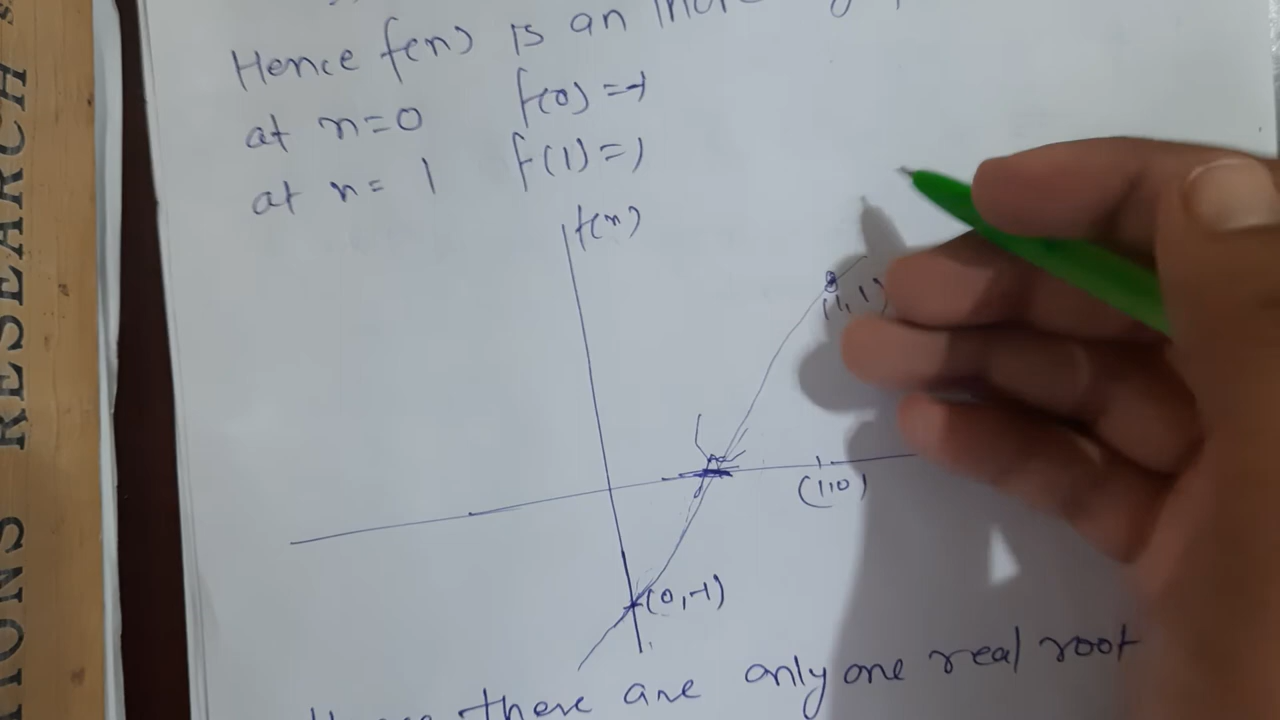 Hence f(n) is an
at n=0 f(0)=-1
at n= 1 f(1)=1
f(n)
(1,1)
(1,0)
(0,-1)
there are only one real root
TIONS RESEARCH